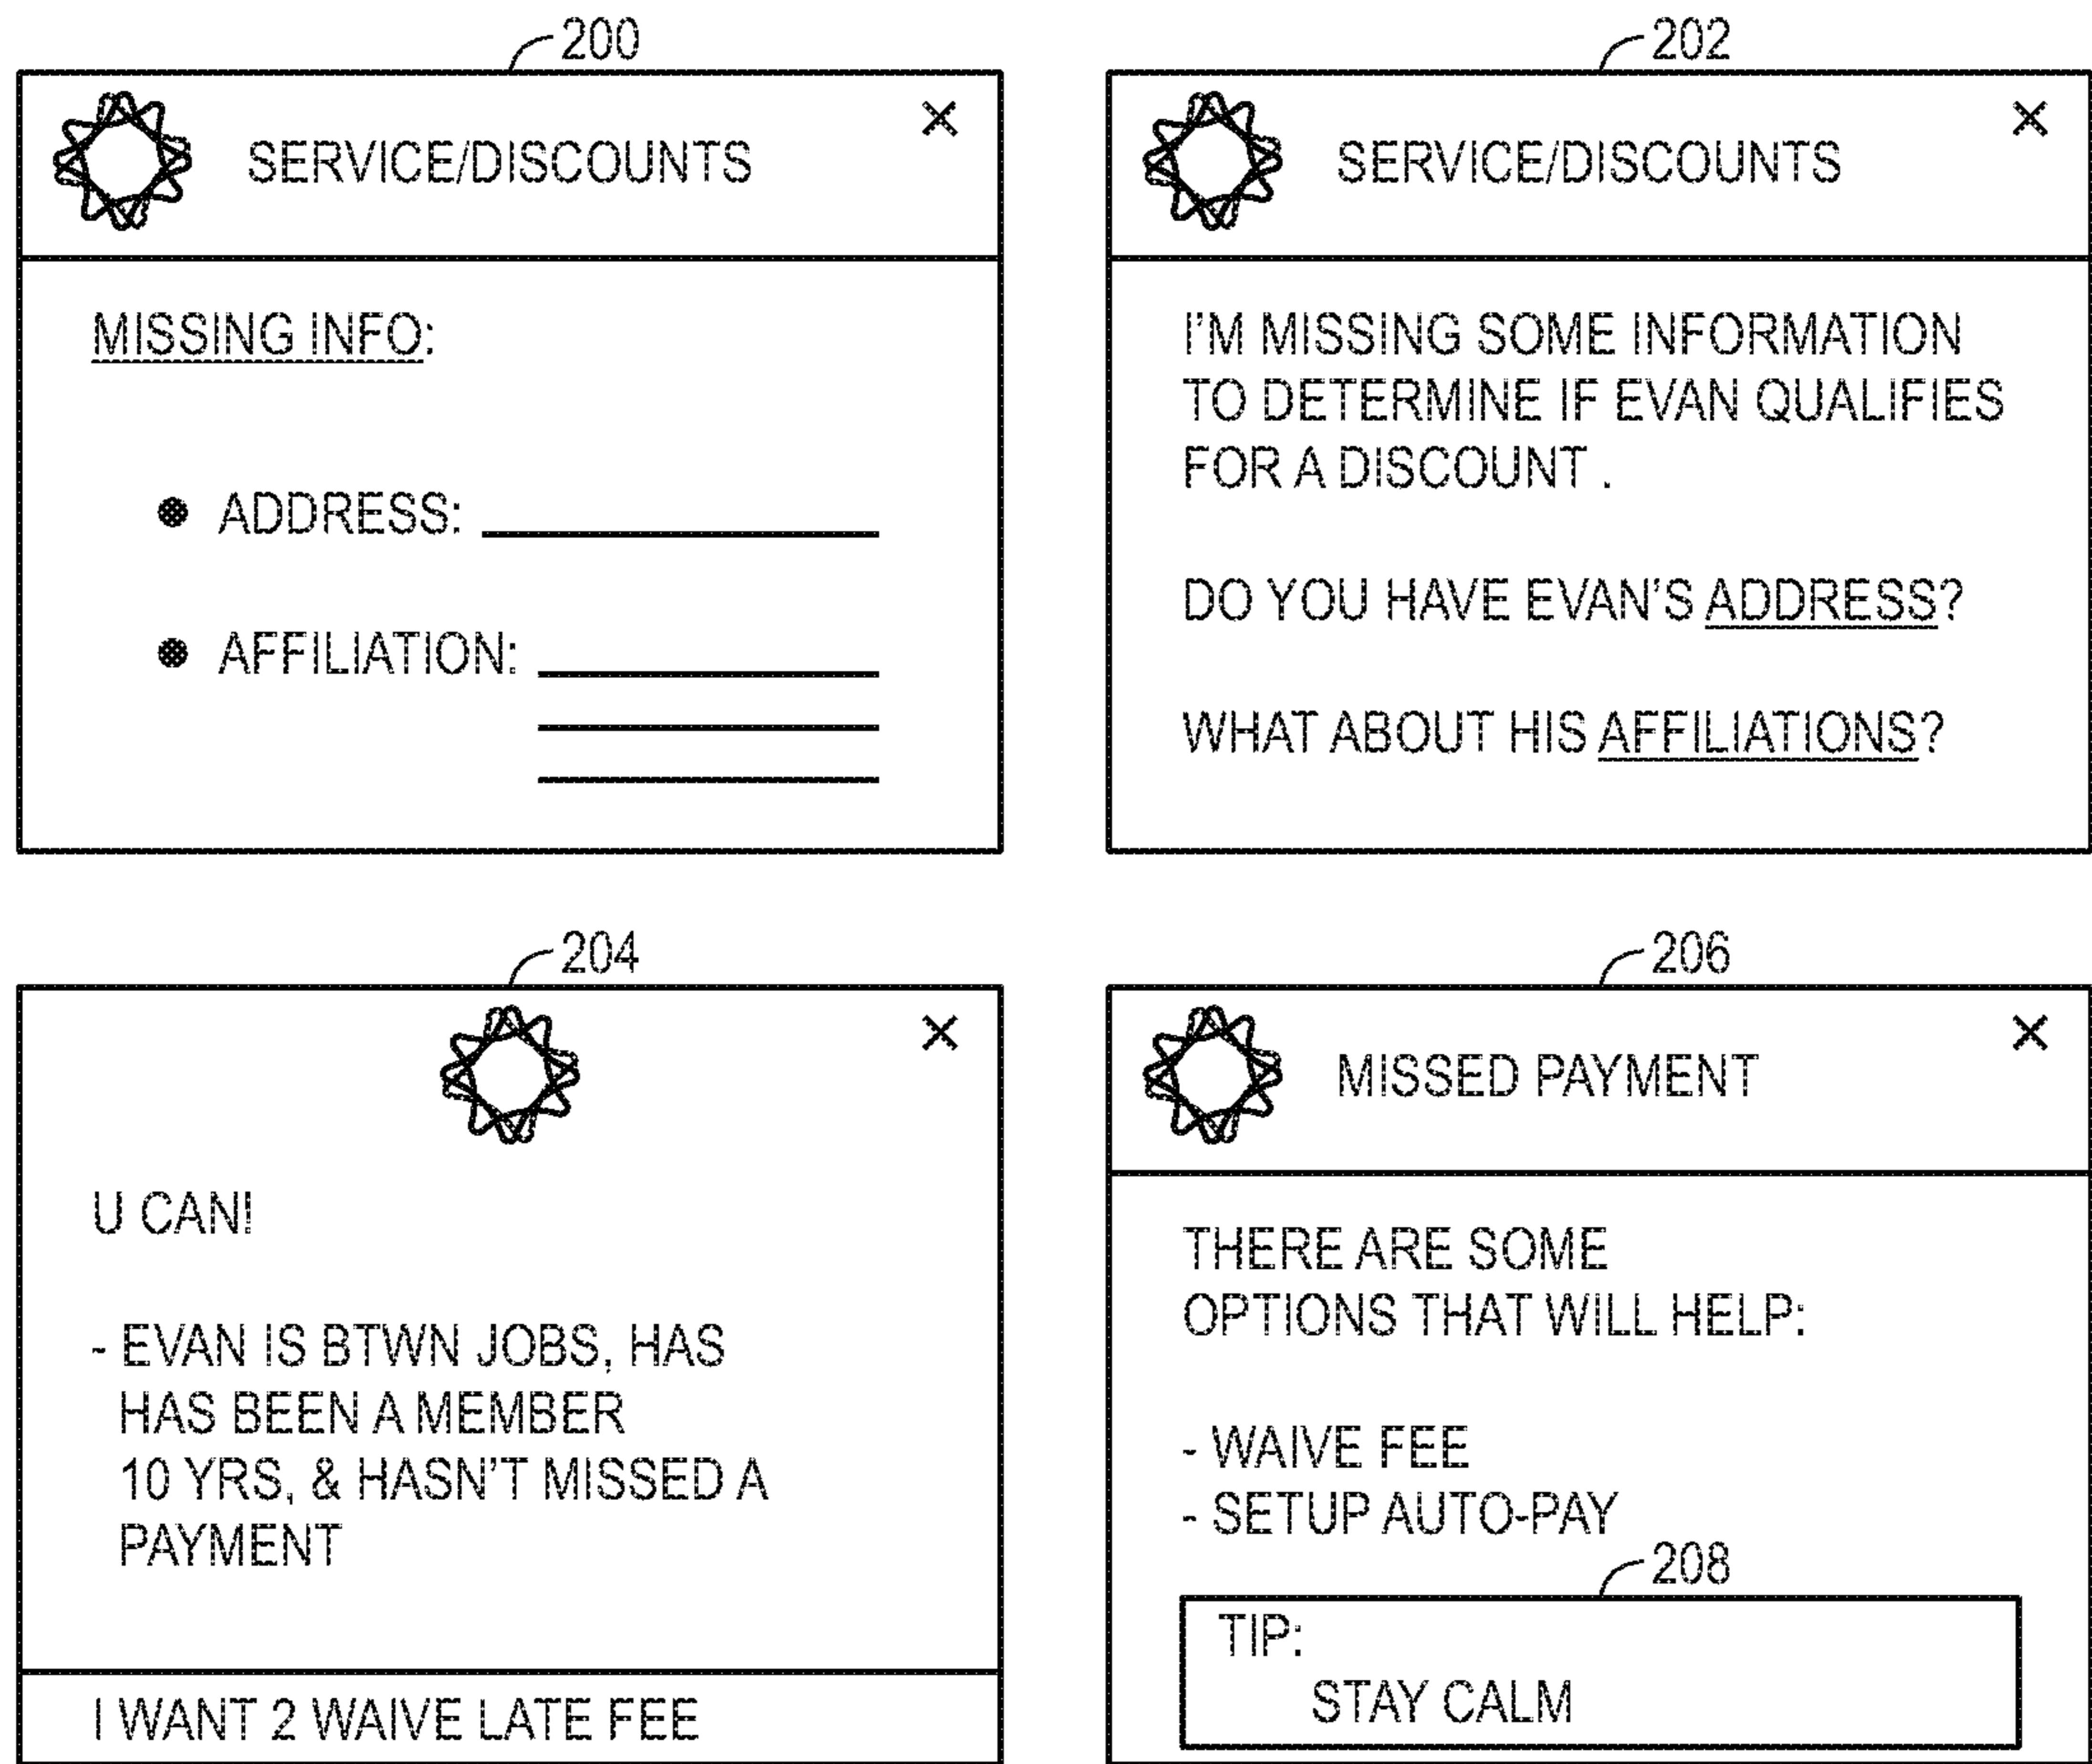 200
SERVICE/DISCOUNTS
X
MISSING INFO:
• ADDRESS:
• AFFILIATION:
202
SERVICE/DISCOUNTS
X
I'M MISSING SOME INFORMATION
TO DETERMINE IF EVAN QUALIFIES
FOR A DISCOUNT .
DO YOU HAVE EVAN'S ADDRESS?
WHAT ABOUT HIS AFFILIATIONS?
204
X
U CAN!
- EVAN IS BTWN JOBS, HAS
HAS BEEN A MEMBER
10 YRS, & HASN'T MISSED A
PAYMENT
I WANT 2 WAIVE LATE FEE
206
MISSED PAYMENT
X
THERE ARE SOME
OPTIONS THAT WILL HELP:
- WAIVE FEE
- SETUP AUTO-PAY
208
TIP:
STAY CALM